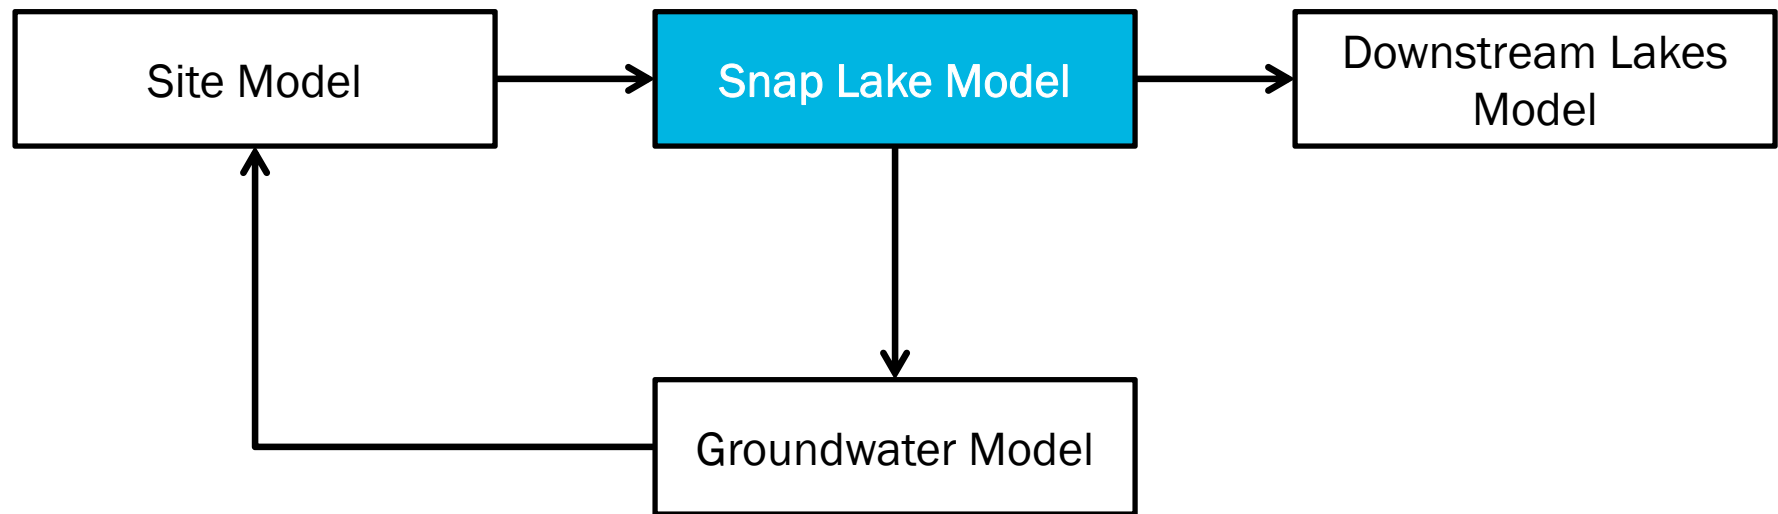 Site Model
Snap Lake Model
Downstream Lakes
Model
Groundwater Model